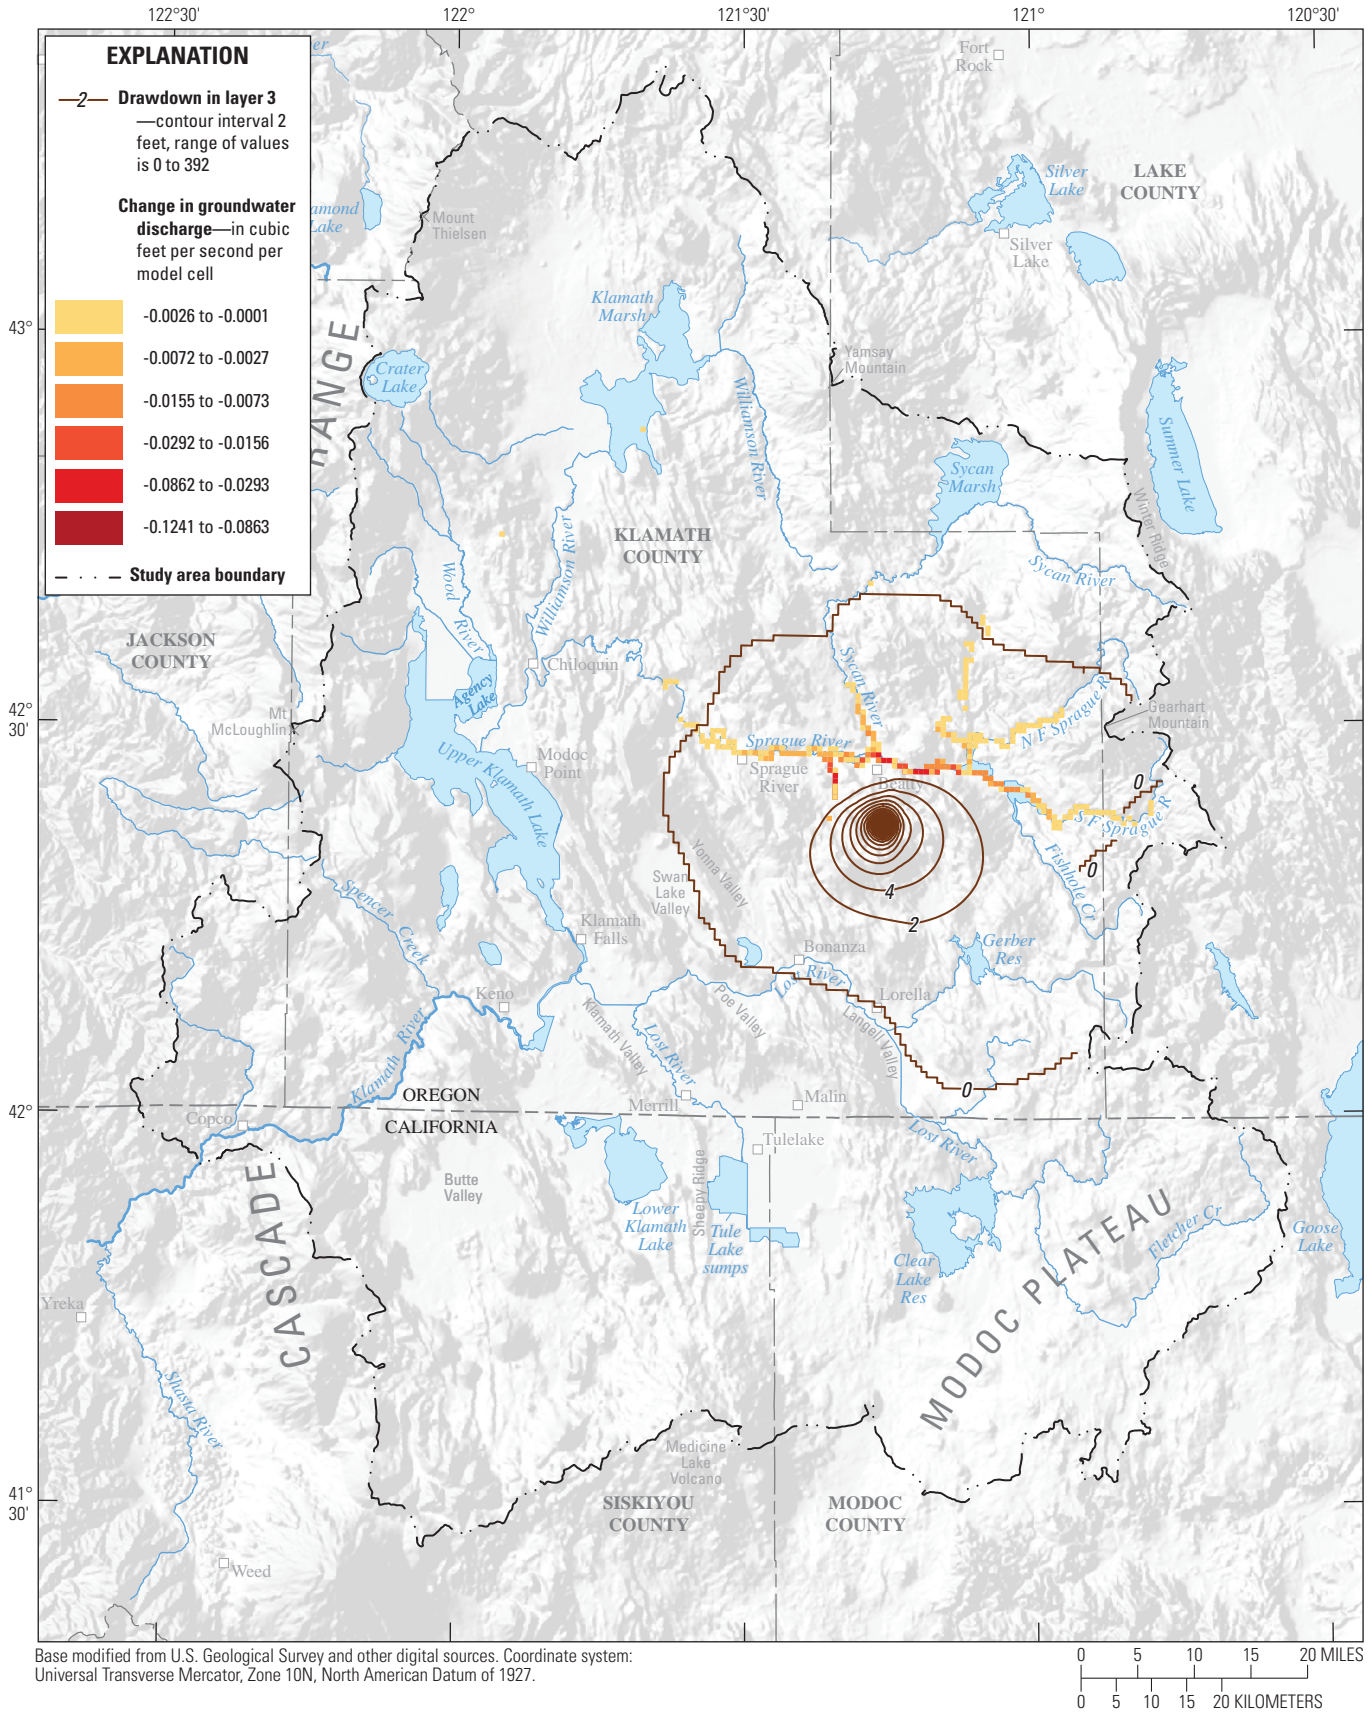 122°30'
122°
121°30'
121°
120°30'
EXPLANATION
2
Drawdown in layer 3
—contour interval 2
feet, range of values
is 0 to 392
Change in groundwater
discharge—in cubic
feet per second per
model cell
-0.0026 to -0.0001
-0.0072 to -0.0027
-0.0155 to -0.0073
-0.0292 to -0.0156
-0.0862 to -0.0293
-0.1241 to -0.0863
Study area boundary
er
amond
Lake
Mount
Thielsen
Fort
Rock
Silver
Lake
LAKE
COUNTY
Silver
Lake
43°
Klamath
Marsh
Yamsay
Mountain
Crater
Lake
RANGE
Williamson River
Summer Lake
Sycan
Marsh
Winter Ridge
KLAMATH
COUNTY
Williamson River
Wood
River
Sycan River
JACKSON
COUNTY
Chiloquin
Sycan River
Agency
Lake
42°
30'
Mt
McLoughlin
N F Sprague R
Gearhart
Mountain
Upper Klamath Lake
Modoc
Point
Sprague River
Sprague
River
Beatty
0
S F Sprague R
Yonna Valley
Swan
Lake
Valley
4
2
0
Fishhole Cr
Spencer
Creek
Klamath
Falls
Bonanza
Gerber
Res
Lost River
Keno
Poe Valley
Lorella
Langell Valley
Klamath Valley
Lost River
Klamath River
OREGON
CALIFORNIA
0
42°
Copco
Merrill
Malin
Tulelake
Lost River
Butte
Valley
Sheepy Ridge
Lower
Klamath
Lake
Tule
Lake
sumps
Clear
Lake
Res
Fletcher Cr
Goose
Lake
CASCADE
MODOC PLATEAU
Yreka
Shasta River
Medicine
Lake
Volcano
41°
30'
SISKIYOU
COUNTY
MODOC
COUNTY
Weed
Base modified from U.S. Geological Survey and other digital sources. Coordinate system:
Universal Transverse Mercator, Zone 10N, North American Datum of 1927.
0 5 10 15 20 MILES
0 5 10 15 20 KILOMETERS